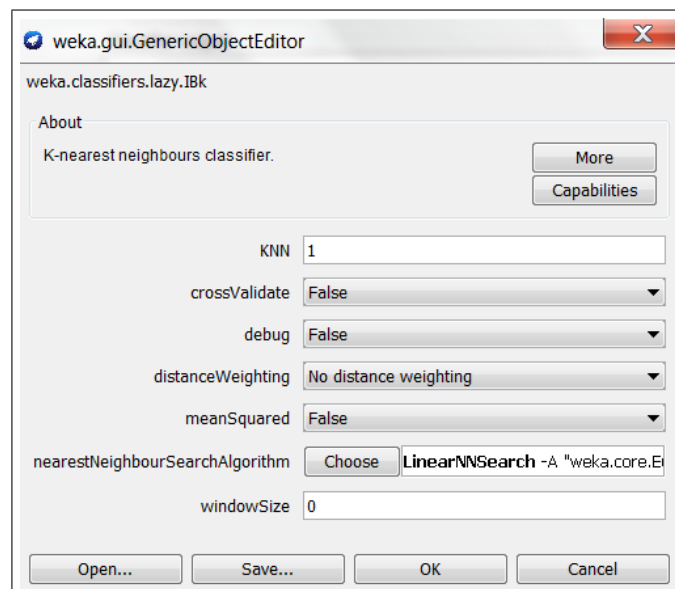 weka.gui.GenericObjectEditor
weka.classifiers.lazy.IBk
About
K-nearest neighbours classifier.
More
Capabilities
KNN 1
crossValidate False
debug False
distanceWeighting No distance weighting
meanSquared False
nearestNeighbourSearchAlgorithm Choose LinearNNSearch -A "weka.core.E
windowSize 0
Open... Save... OK Cancel